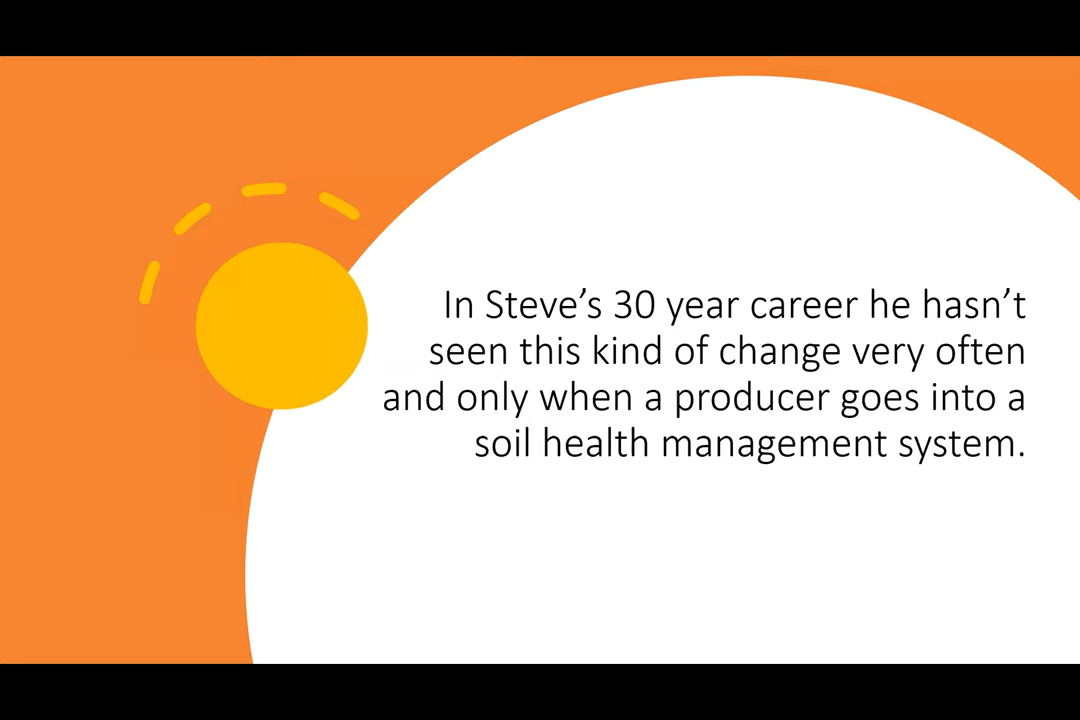 In Steve’s 30 year career he hasn’t
seen this kind of change very often
and only when a producer goes into a
soil health management system.